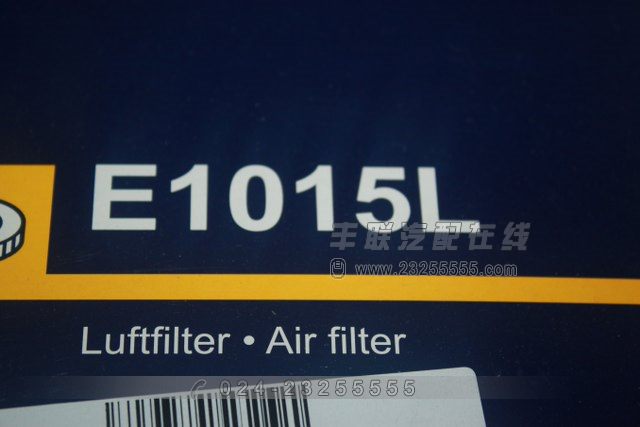 E1015L
丰联汽配在线
www.23255555.com
Luftfilter • Air filter
024-23255555